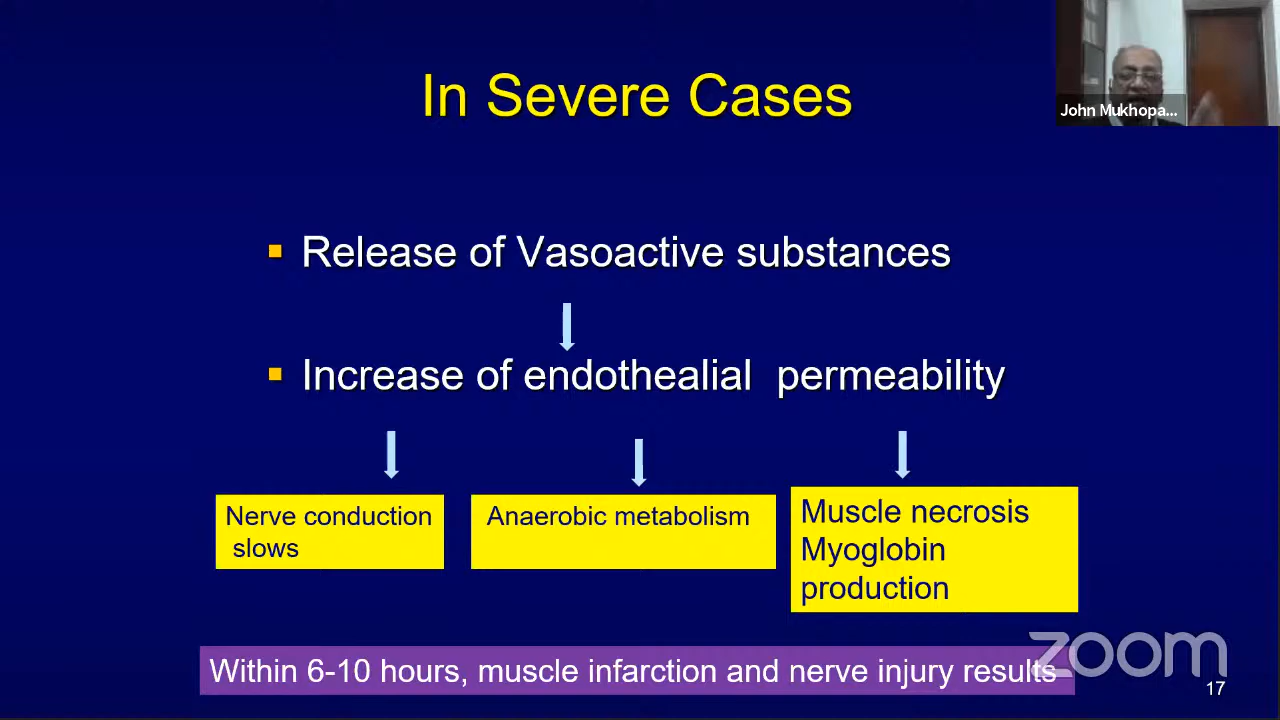 In Severe Cases
John Mukhopa...
Release of Vasoactive substances
Increase of endothealial permeability
Nerve conduction
slows
Anaerobic metabolism
Muscle necrosis
Myoglobin
production
Within 6-10 hours, muscle infarction and nerve injury results
zoom
17